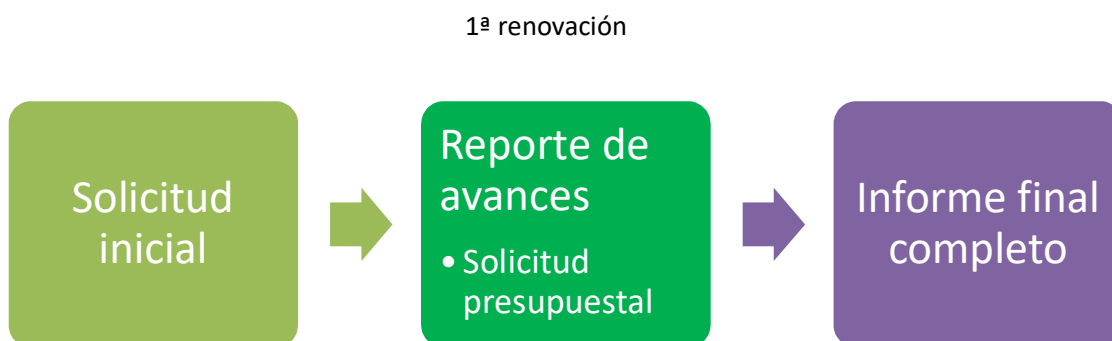 1ª renovación
Solicitud
inicial
Reporte de
avances
• Solicitud
presupuestal
Informe final
completo